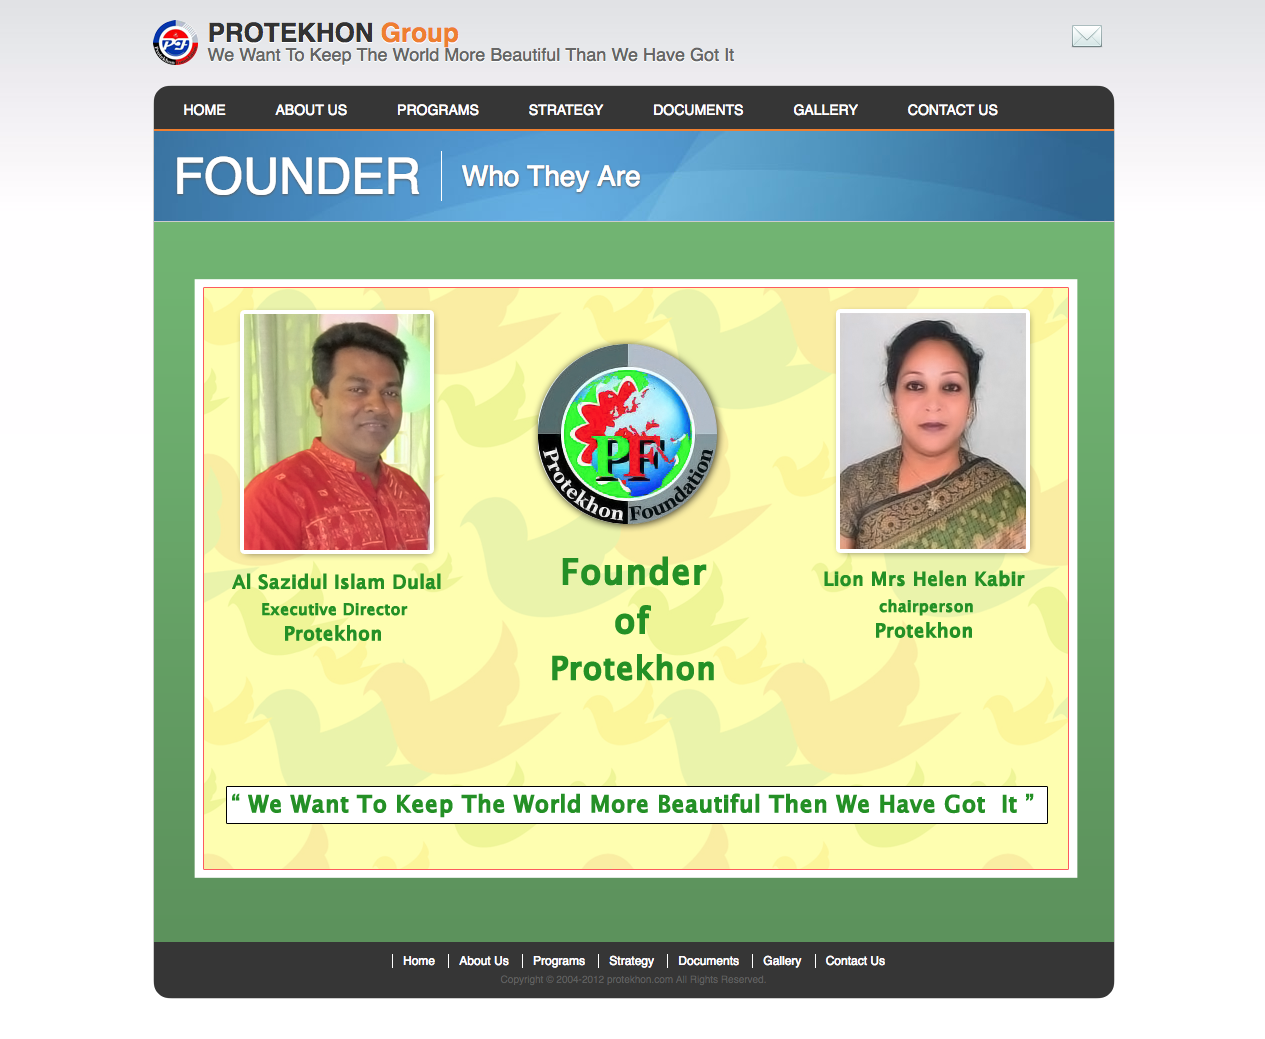 PROTEKHON Group
We Want To Keep The World More Beautiful Than We Have Got It
HOME
ABOUT US
PROGRAMS
STRATEGY
DOCUMENTS
GALLERY
CONTACT US
FOUNDER
Who They Are
PF
Protekhon Foundation
Al Sazidul Islam Dulal
Executive Director
Protekhon
Founder
of
Protekhon
Lion Mrs Helen Kabir
chairperson
Protekhon
“ We Want To Keep The World More Beautiful Then We Have Got It ”
Home
About Us
Programs
Strategy
Documents
Gallery
Contact Us
Copyright © 2004-2012 protekhon.com All Rights Reserved.